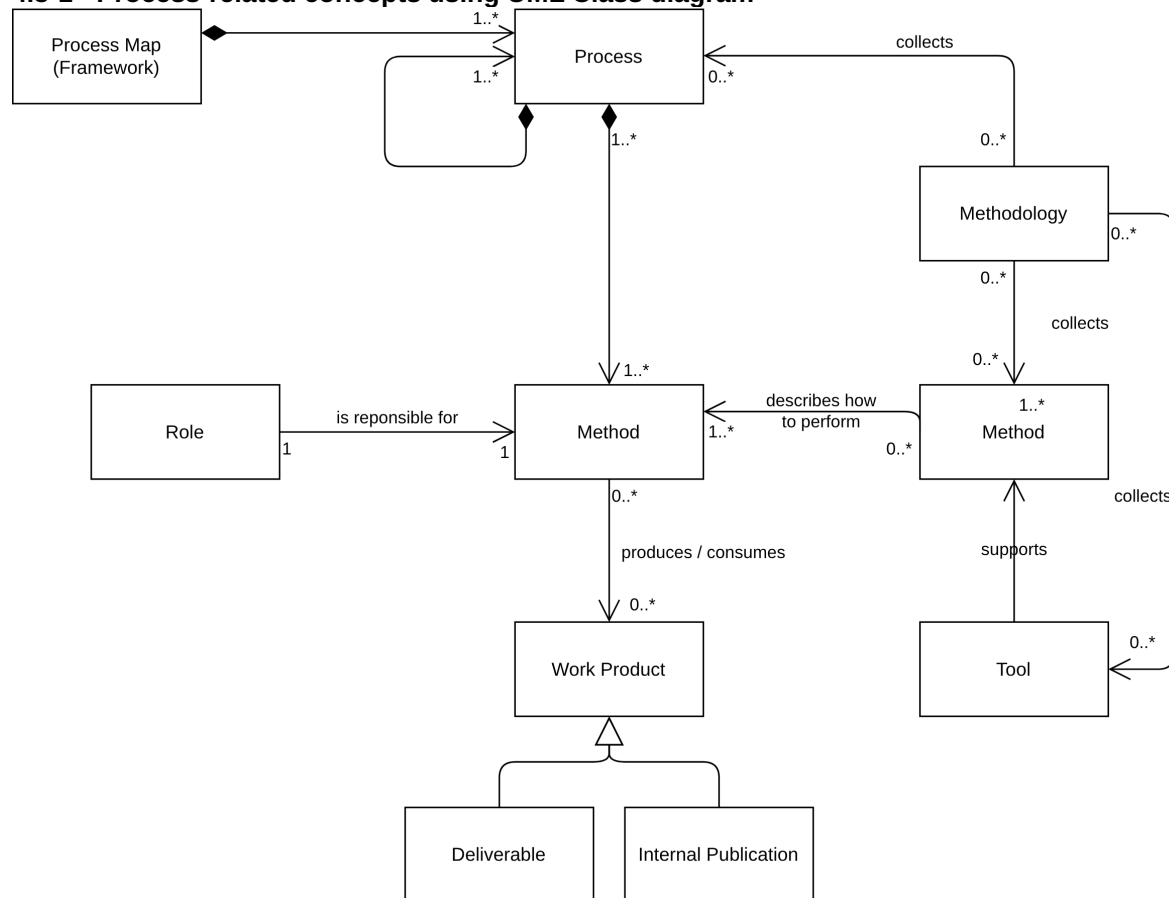 Process Map
(Framework)
1..*
1..*
Process
collects
0..*
1..*
0..*
Methodology
0..*
0..*
collects
0..*
1..*
Role
is reponsible for
1
1
Method
describes how
to perform
1..*
0..*
1..*
Method
0..*
collects
produces / consumes
supports
0..*
0..*
Work Product
Tool
Deliverable
Internal Publication